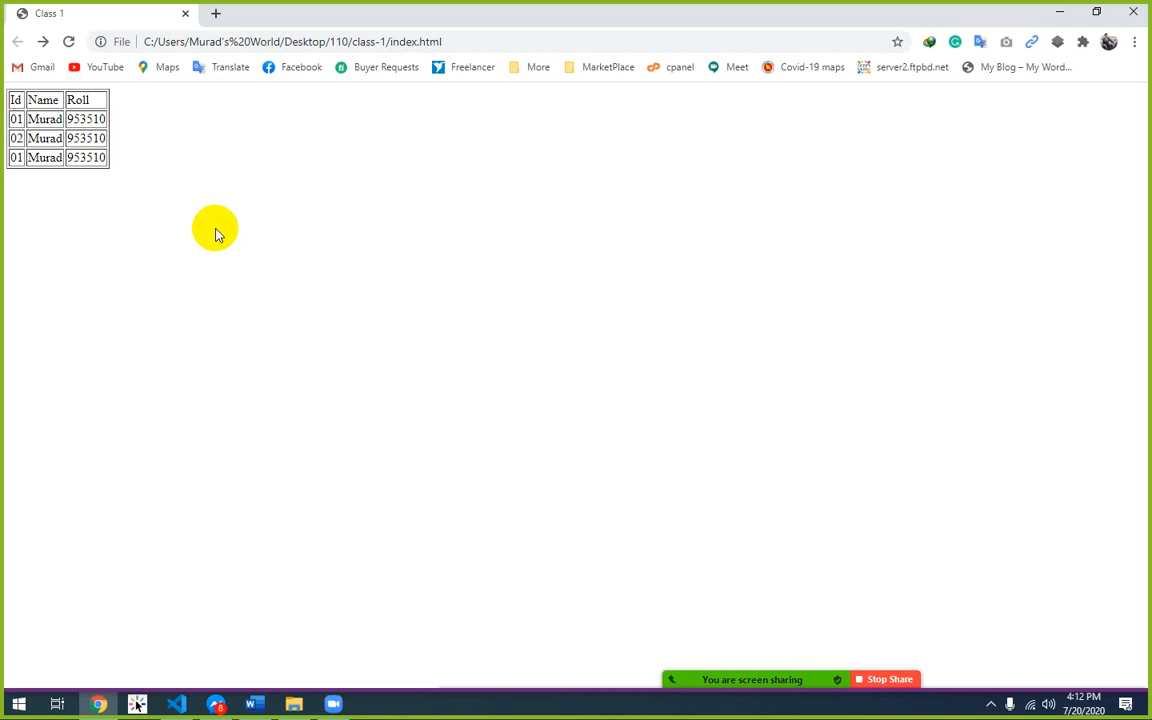 Class 1
File C:/Users/Murad's%20World/Desktop/110/class-1/index.html
Gmail YouTube Maps Translate Facebook Buyer Requests Freelancer More MarketPlace cpanel Meet Covid-19 maps server2.ftpbd.net My Blog – My Word...
Id Name Roll
01 Murad 953510
02 Murad 953510
01 Murad 953510
You are screen sharing Stop Share
8
4:12 PM
7/20/2020